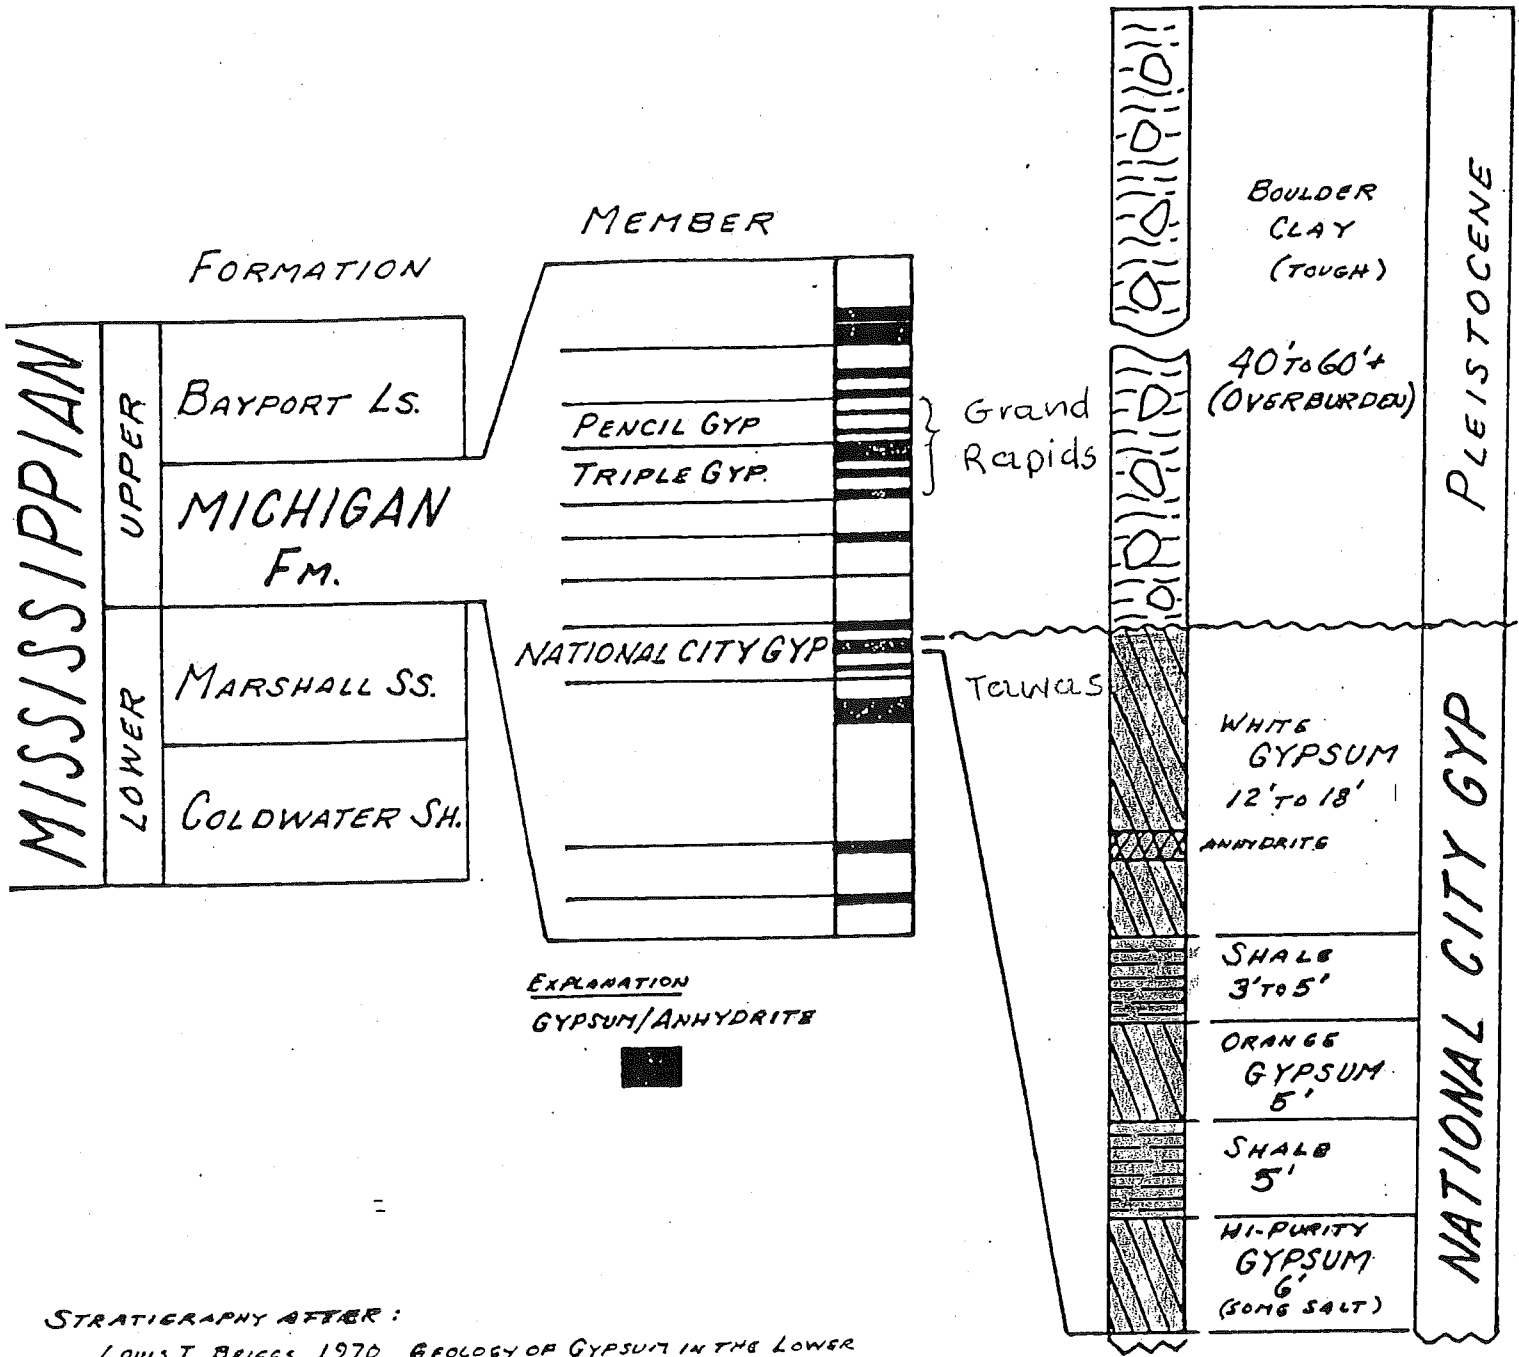 FORMATION
MISSISSIPPIAN
UPPER
BAYPORT LS.
MICHIGAN
FM.
LOWER
MARSHALL SS.
COLDWATER SH.
MEMBER
PENCIL GYP
TRIPLE GYP.
NATIONAL CITY GYP
Grand
Rapids
Tawas
EXPLANATION
GYPSUM/ANHYDRITE
BOULDER
CLAY
(TOUGH)
40' TO 60'+
(OVERBURDEN)
PLEISTOCENE
WHITE
GYPSUM
12' TO 18'
ANHYDRITE
SHALE
3' TO 5'
ORANGE
GYPSUM
5'
SHALE
5'
HI-PURITY
GYPSUM
6'
(SOME SALT)
NATIONAL CITY GYP
STRATIGRAPHY AFTER:
LOUIS I. BRIGGS, 1970, GEOLOGY OF GYPSUM IN THE LOWER